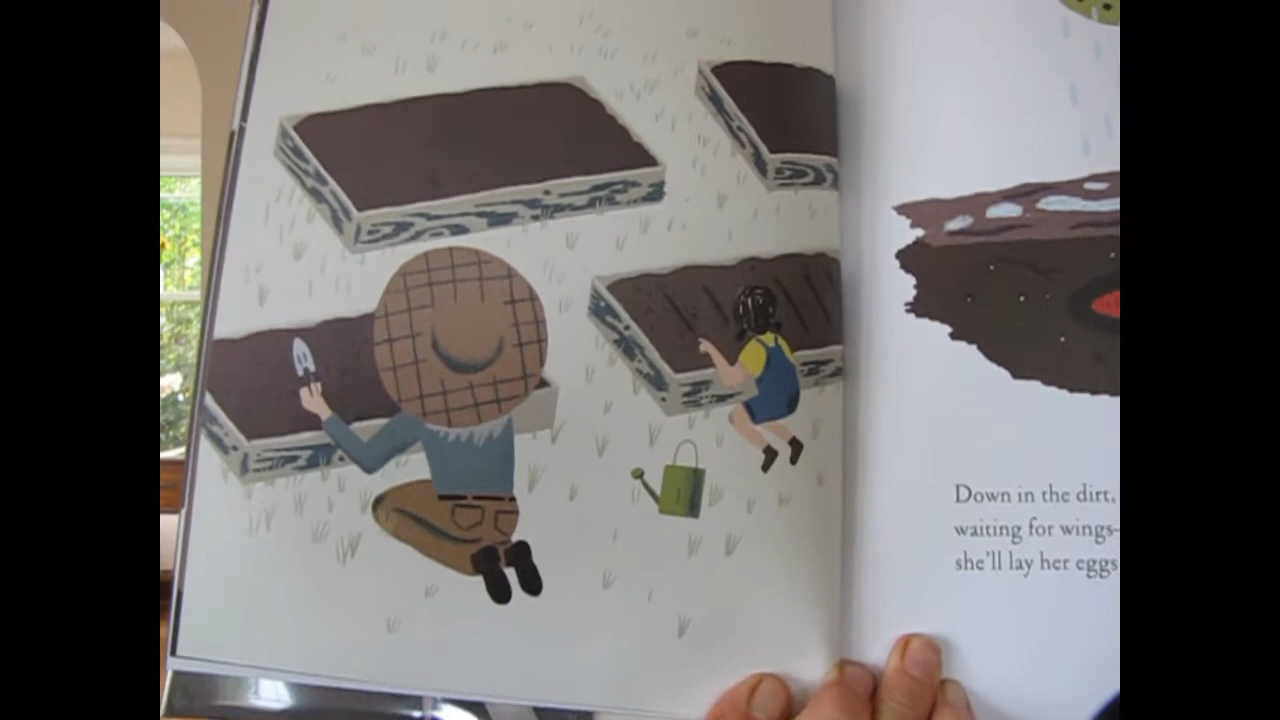 Down in the dirt,
waiting for wings–
she'll lay her eggs